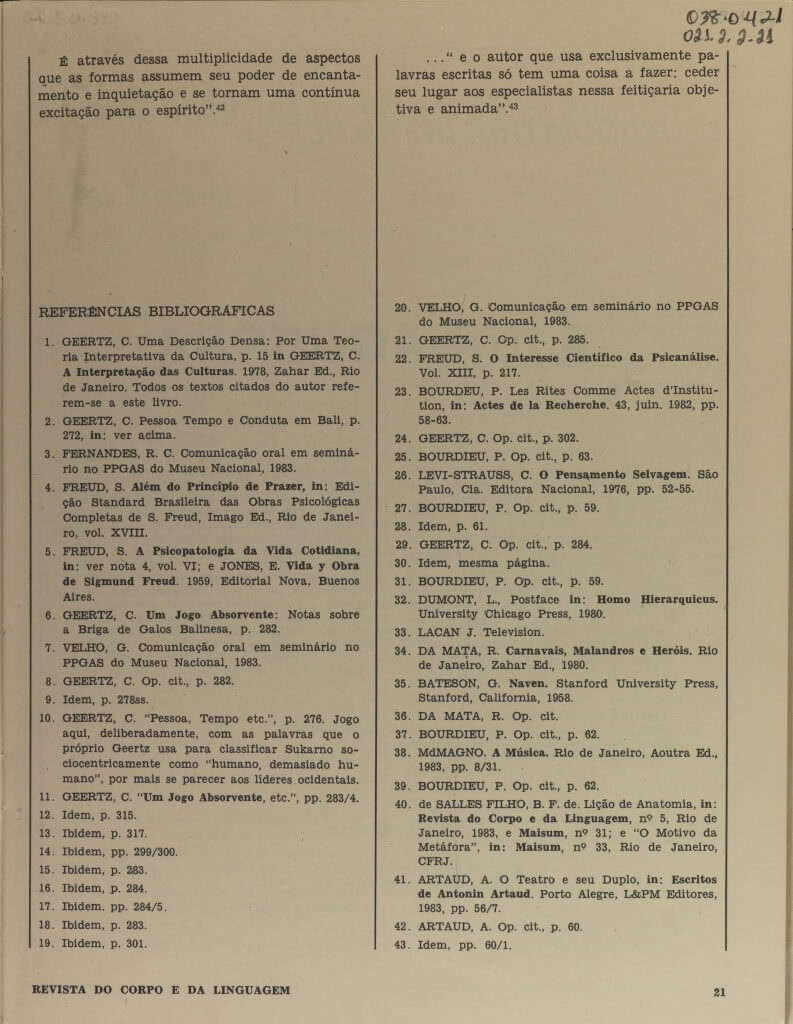 038.0421
021.2.2-21
É através dessa multiplicidade de aspectos
que as formas assumem seu poder de encanta-
mento e inquietação e se tornam uma contínua
excitação para o espírito".42
..." e o autor que usa exclusivamente pa-
lavras escritas só tem uma coisa a fazer: ceder
seu lugar aos especialistas nessa feitiçaria obje-
tiva e animada".43
REFERÊNCIAS BIBLIOGRÁFICAS
1. GEERTZ, C. Uma Descrição Densa: Por Uma Teo-
ria Interpretativa da Cultura, p. 15 in GEERTZ, C.
A Interpretação das Culturas. 1978, Zahar Ed., Rio
de Janeiro. Todos os textos citados do autor refe-
rem-se a este livro.
2. GEERTZ, C. Pessoa Tempo e Conduta em Bali, p.
272, in: ver acima.
3. FERNANDES, R. C. Comunicação oral em seminá-
rio no PPGAS do Museu Nacional, 1983.
4. FREUD, S. Além do Princípio de Prazer, in: Edi-
ção Standard Brasileira das Obras Psicológicas
Completas de S. Freud, Imago Ed., Rio de Janei-
ro, vol. XVIII.
5. FREUD, S. A Psicopatologia da Vida Cotidiana,
in: ver nota 4, vol. VI; e JONES, E. Vida y Obra
de Sigmund Freud. 1959, Editorial Nova, Buenos
Aires.
6. GEERTZ, C. Um Jogo Absorvente: Notas sobre
a Briga de Galos Balinesa, p. 282.
7. VELHO, G. Comunicação oral em seminário no
PPGAS do Museu Nacional, 1983.
8. GEERTZ, C. Op. cit., p. 282.
9. Idem, p. 278ss.
10. GEERTZ, C. "Pessoa, Tempo etc.", p. 276. Jogo
aqui, deliberadamente, com as palavras que o
próprio Geertz usa para classificar Sukarno so-
ciocentricamente como "humano, demasiado hu-
mano", por mais se parecer aos líderes ocidentais.
11. GEERTZ, C. "Um Jogo Absorvente, etc.", pp. 283/4.
12. Idem, p. 315.
13. Ibidem, p. 317.
14. Ibidem, pp. 299/300.
15. Ibidem, p. 283.
16. Ibidem, p. 284.
17. Ibidem. pp. 284/5.
18. Ibidem, p. 283.
19. Ibidem, p. 301.
20. VELHO, G. Comunicação em seminário no PPGAS
do Museu Nacional, 1983.
21. GEERTZ, C. Op. cit., p. 285.
22. FREUD, S. O Interesse Científico da Psicanálise.
Vol. XIII, p. 217.
23. BOURDEU, P. Les Rites Comme Actes d'Institu-
tion, in: Actes de la Recherche. 43, juin. 1982, pp.
58-63.
24. GEERTZ, C. Op. cit., p. 302.
25. BOURDIEU, P. Op. cit., p. 63.
26. LEVI-STRAUSS, C. O Pensamento Selvagem. São
Paulo, Cia. Editora Nacional, 1976, pp. 52-55.
27. BOURDIEU, P. Op. cit., p. 59.
28. Idem, p. 61.
29. GEERTZ, C. Op. cit., p. 284.
30. Idem, mesma página.
31. BOURDIEU, P. Op. cit., p. 59.
32. DUMONT, L., Postface in: Homo Hierarquicus.
University Chicago Press, 1980.
33. LACAN J. Television.
34. DA MATA, R. Carnavais, Malandros e Heróis. Rio
de Janeiro, Zahar Ed., 1980.
35. BATESON, G. Naven. Stanford University Press,
Stanford, California, 1958.
36. DA MATA, R. Op. cit.
37. BOURDIEU, P. Op. cit., p. 62.
38. MdMAGNO. A Música. Rio de Janeiro, Aoutra Ed.,
1983, pp. 8/31.
39. BOURDIEU, P. Op. cit., p. 62.
40. de SALLES FILHO, B. F. de. Lição de Anatomia, in:
Revista do Corpo e da Linguagem, nº 5, Rio de
Janeiro, 1983, e Maisum, nº 31; e "O Motivo da
Metáfora", in: Maisum, nº 33, Rio de Janeiro,
CFRJ.
41. ARTAUD, A. O Teatro e seu Duplo, in: Escritos
de Antonin Artaud. Porto Alegre, L&PM Editores,
1983, pp. 56/7.
42. ARTAUD, A. Op. cit., p. 60.
43. Idem, pp. 60/1.
REVISTA DO CORPO E DA LINGUAGEM
21